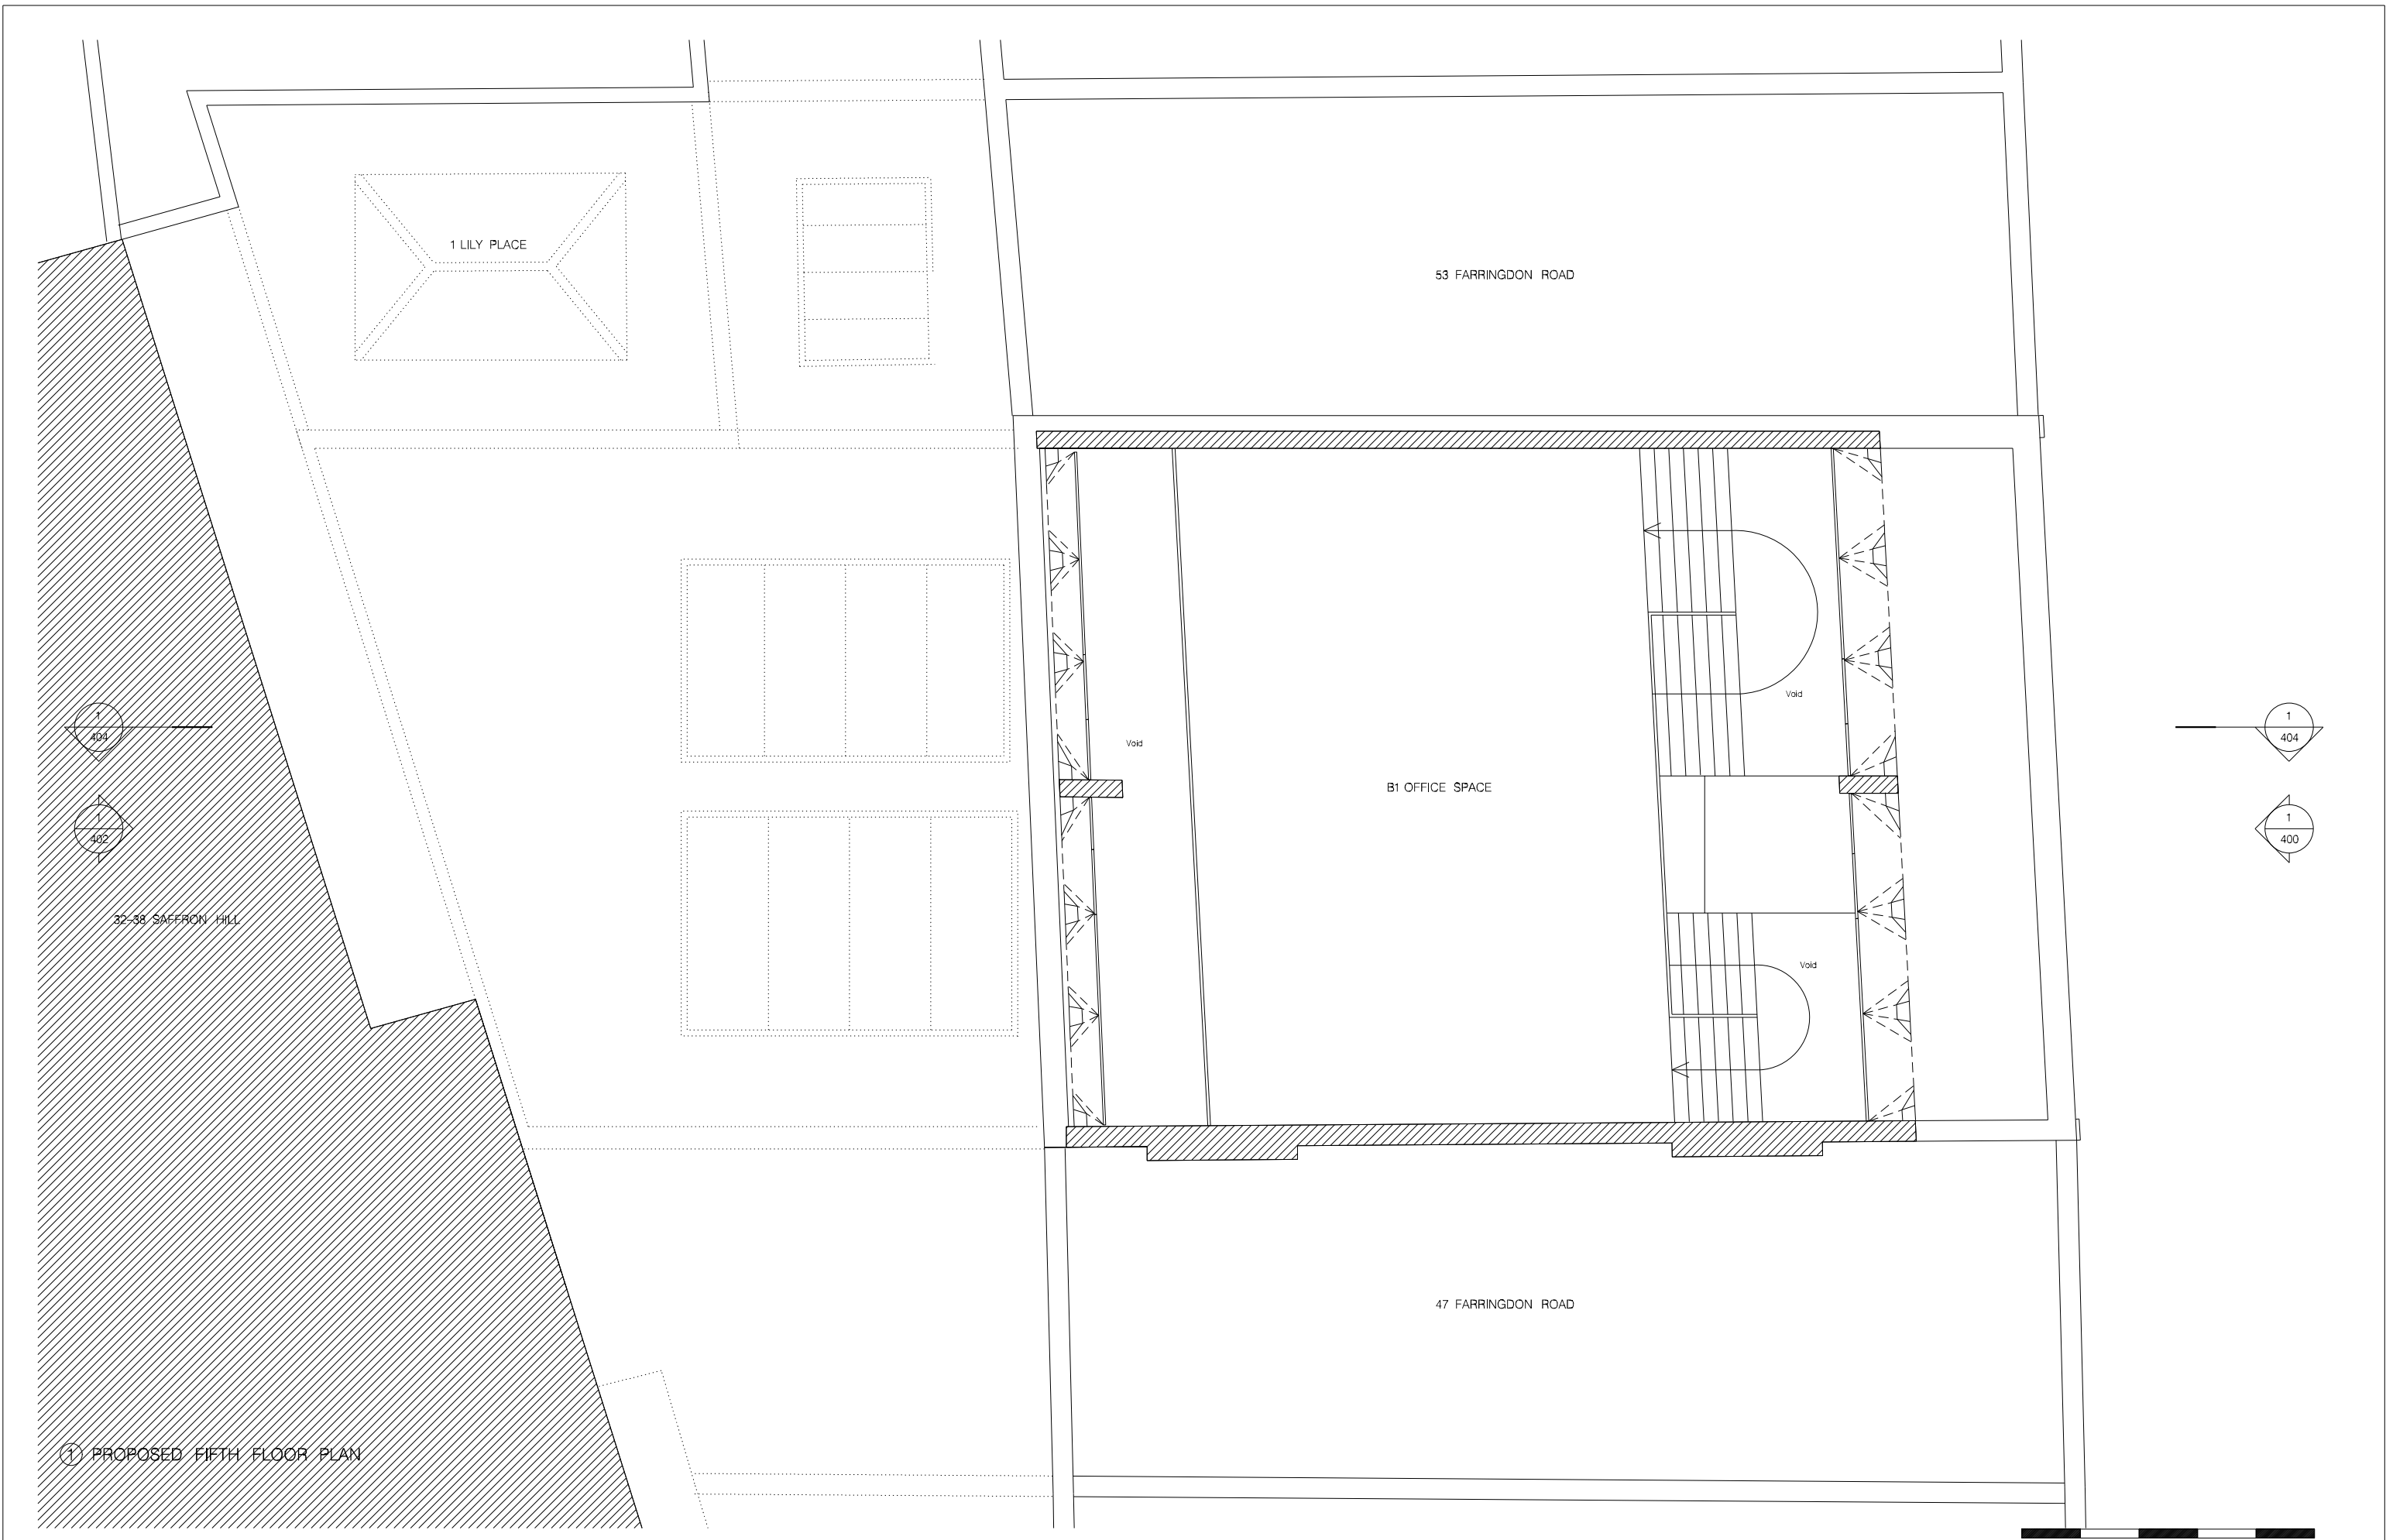 1 LILY PLACE
53 FARRINGDON ROAD
Void
1
404
1
404
Void
B1 OFFICE SPACE
1
402
1
400
32-38 SAFFRON HILL
Void
47 FARRINGDON ROAD
1 PROPOSED FIFTH FLOOR PLAN